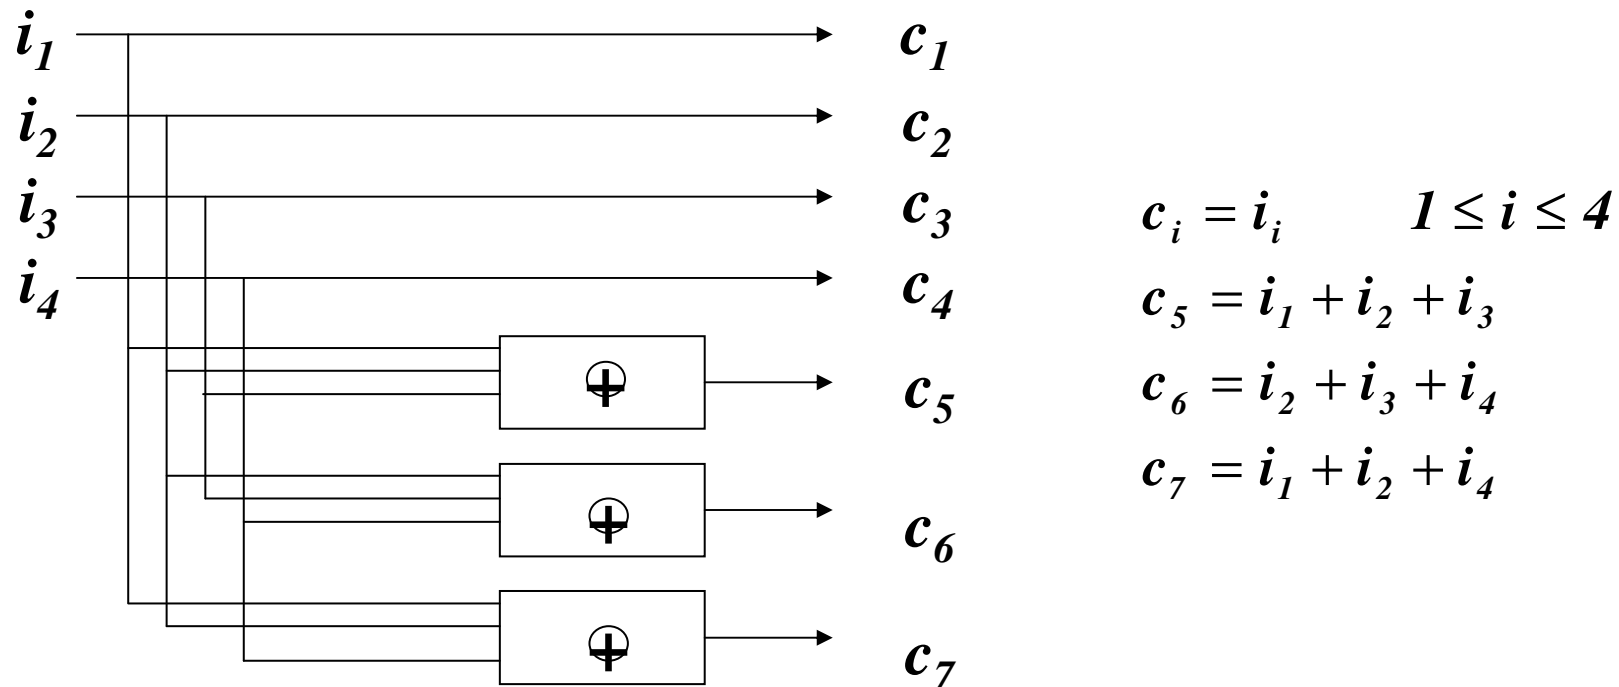 i₁ c₁
i₂ c₂
i₃ c₃
i₄ c₄
c₅
c₆
c₇
cᵢ = iᵢ 1 ≤ i ≤ 4
c₅ = i₁ + i₂ + i₃
c₆ = i₂ + i₃ + i₄
c₇ = i₁ + i₂ + i₄
⊕
⊕
⊕